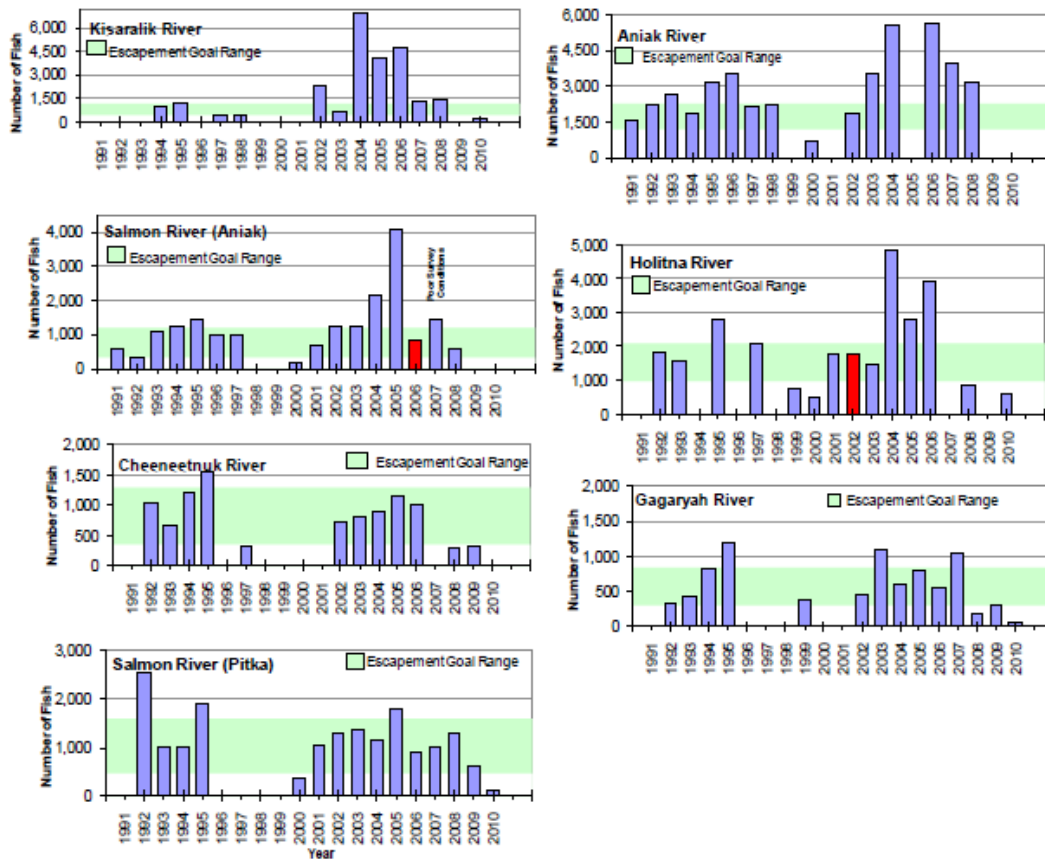 Kisaralik River
Escapement Goal Range
Number of Fish
6,000
4,500
3,000
1,500
0
1991 1992 1993 1994 1995 1996 1997 1998 1999 2000 2001 2002 2003 2004 2005 2006 2007 2008 2009 2010
Aniak River
Escapement Goal Range
Number of Fish
6,000
4,500
3,000
1,500
0
1991 1992 1993 1994 1995 1996 1997 1998 1999 2000 2001 2002 2003 2004 2005 2006 2007 2008 2009 2010
Salmon River (Aniak)
Escapement Goal Range
Poor Survey
Conditions
Number of Fish
4,000
3,000
2,000
1,000
0
1991 1992 1993 1994 1995 1996 1997 1998 1999 2000 2001 2002 2003 2004 2005 2006 2007 2008 2009 2010
Holitna River
Escapement Goal Range
Number of Fish
5,000
4,000
3,000
2,000
1,000
0
1991 1992 1993 1994 1995 1996 1997 1998 1999 2000 2001 2002 2003 2004 2005 2006 2007 2008 2009 2010
Cheeneetnuk River
Escapement Goal Range
Number of Fish
2,000
1,500
1,000
500
0
1991 1992 1993 1994 1995 1996 1997 1998 1999 2000 2001 2002 2003 2004 2005 2006 2007 2008 2009 2010
Gagaryah River
Escapement Goal Range
Number of Fish
2,000
1,500
1,000
500
0
1991 1992 1993 1994 1995 1996 1997 1998 1999 2000 2001 2002 2003 2004 2005 2006 2007 2008 2009 2010
Salmon River (Pitka)
Escapement Goal Range
Number of Fish
3,000
2,000
1,000
0
1991 1992 1993 1994 1995 1996 1997 1998 1999 2000 2001 2002 2003 2004 2005 2006 2007 2008 2009 2010
Year